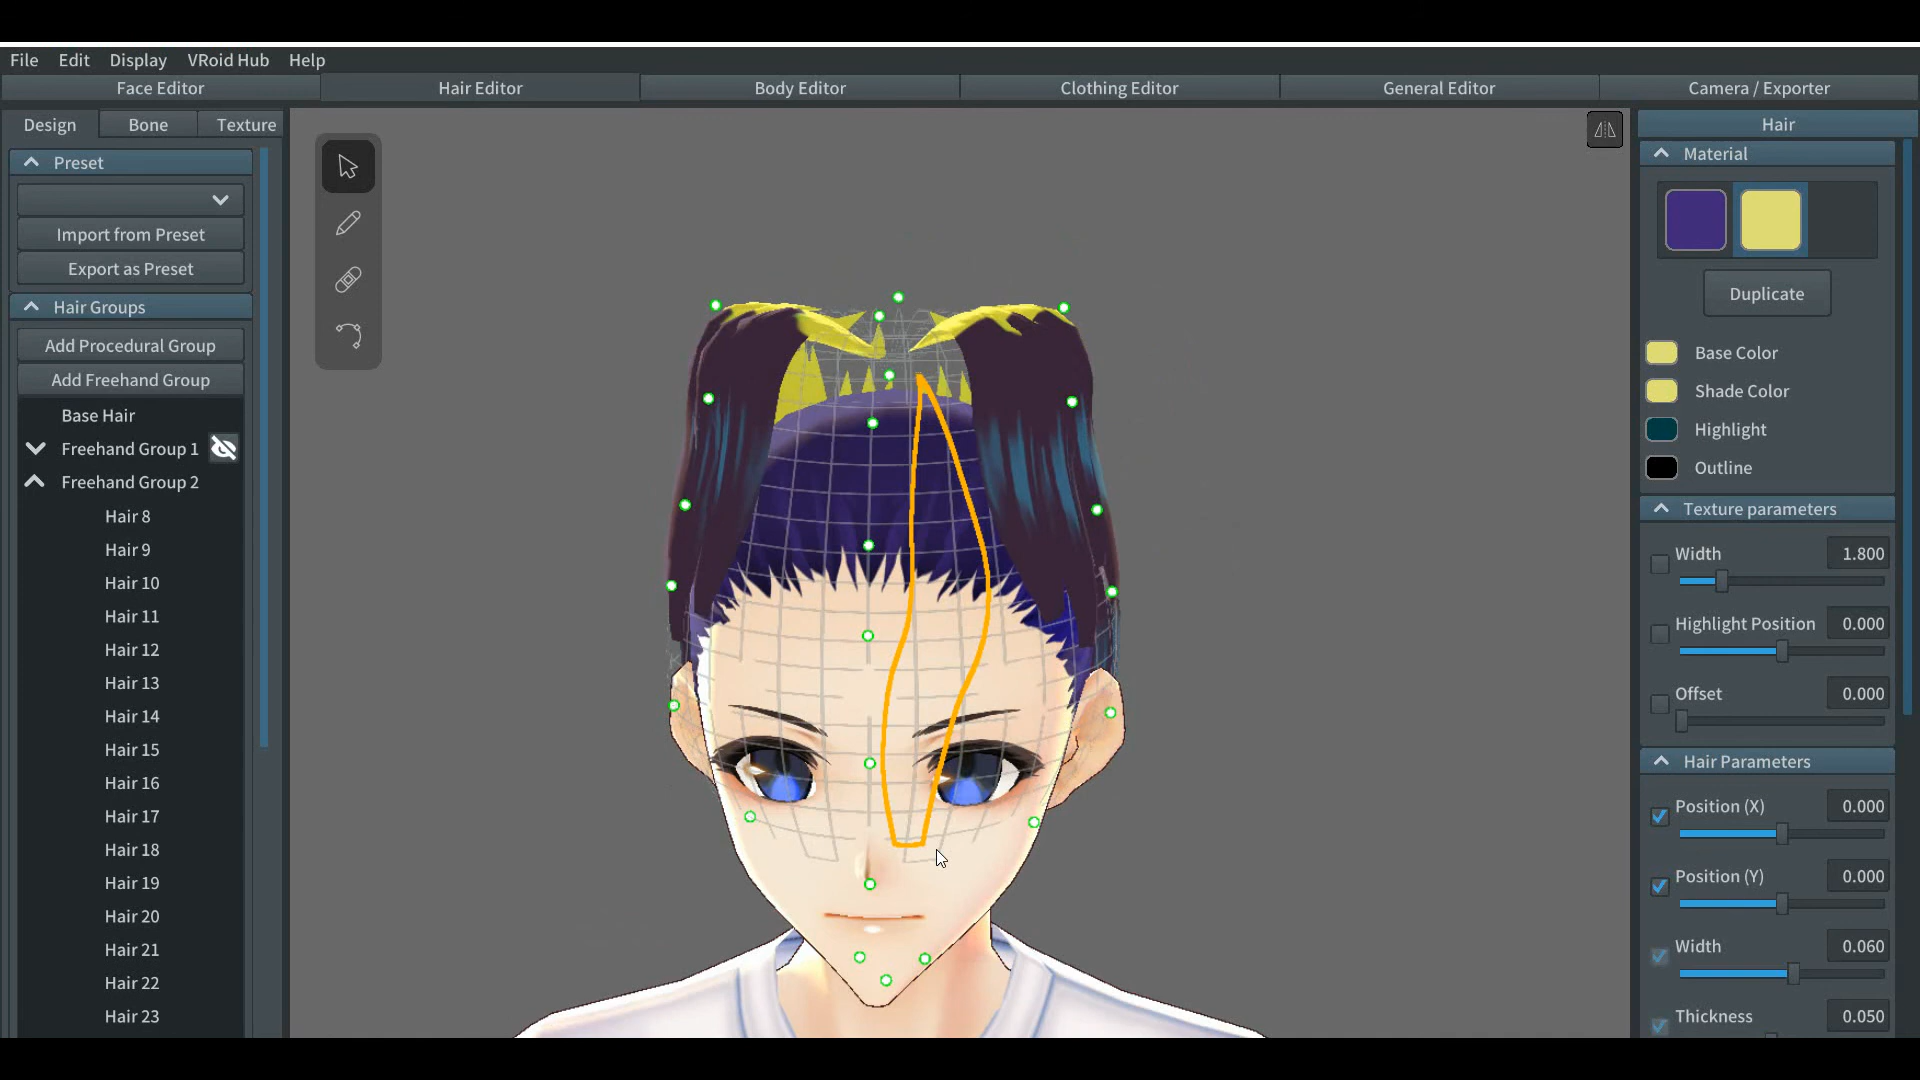 File Edit Display VRoid Hub Help
Face Editor Hair Editor Body Editor Clothing Editor General Editor Camera / Exporter
Design Bone Texture
Preset
Import from Preset
Export as Preset
Hair Groups
Add Procedural Group
Add Freehand Group
Base Hair
Freehand Group 1
Freehand Group 2
Hair 8
Hair 9
Hair 10
Hair 11
Hair 12
Hair 13
Hair 14
Hair 15
Hair 16
Hair 17
Hair 18
Hair 19
Hair 20
Hair 21
Hair 22
Hair 23
Hair
Material
Duplicate
Base Color
Shade Color
Highlight
Outline
Texture parameters
Width 1.800
Highlight Position 0.000
Offset 0.000
Hair Parameters
Position (X) 0.000
Position (Y) 0.000
Width 0.060
Thickness 0.050